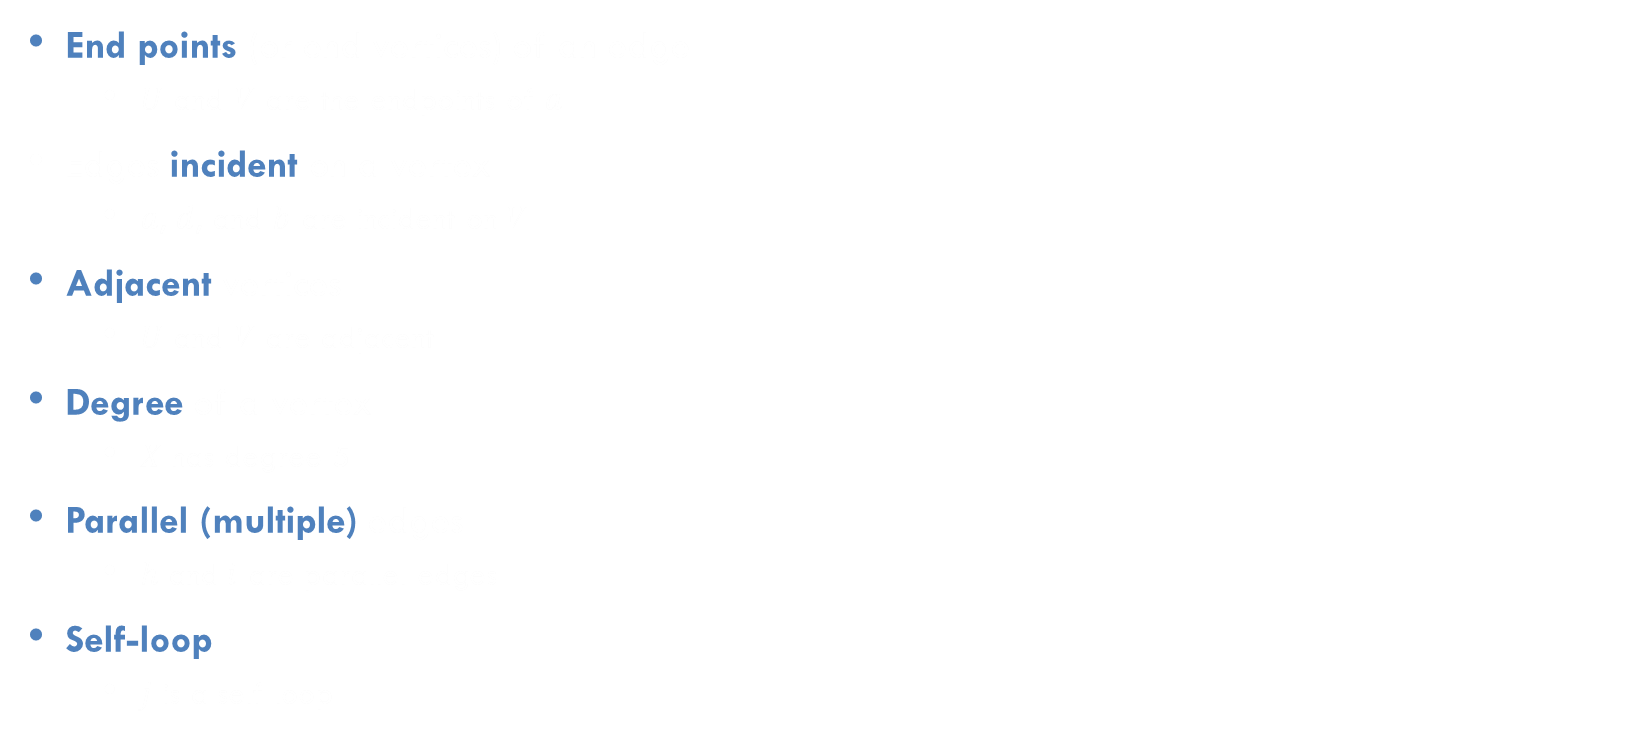 • End points
incident
• Adjacent
• Degree
• Parallel (multiple)
• Self-loop